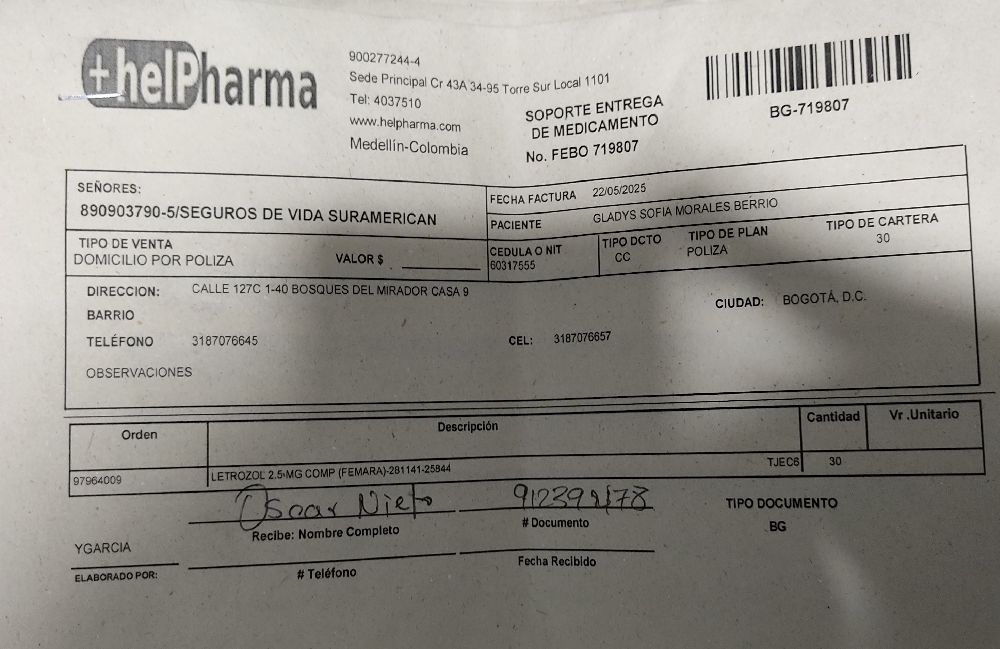 +helPharma
900277244-4
Sede Principal Cr 43A 34-95 Torre Sur Local 1101
Tel: 4037510
www.helpharma.com
Medellín-Colombia
SOPORTE ENTREGA
DE MEDICAMENTO
No. FEBO 719807
BG-719807
SEÑORES:
890903790-5/SEGUROS DE VIDA SURAMERICAN
FECHA FACTURA 22/05/2025
PACIENTE GLADYS SOFIA MORALES BERRIO
TIPO DE VENTA
DOMICILIO POR POLIZA
VALOR $
CEDULA O NIT
60317555
TIPO DCTO
CC
TIPO DE PLAN
POLIZA
TIPO DE CARTERA
30
DIRECCION: CALLE 127C 1-40 BOSQUES DEL MIRADOR CASA 9
CIUDAD: BOGOTÁ, D.C.
BARRIO
TELÉFONO 3187076645 CEL: 3187076657
OBSERVACIONES
Orden Descripción Cantidad Vr .Unitario
97964009 LETROZOL 2.5-MG COMP (FEMARA)-281141-25844 TJEC6 30
Oscar Nieto
Recibe: Nombre Completo # Documento
TIPO DOCUMENTO
BG
YGARCIA
ELABORADO POR: # Teléfono Fecha Recibido